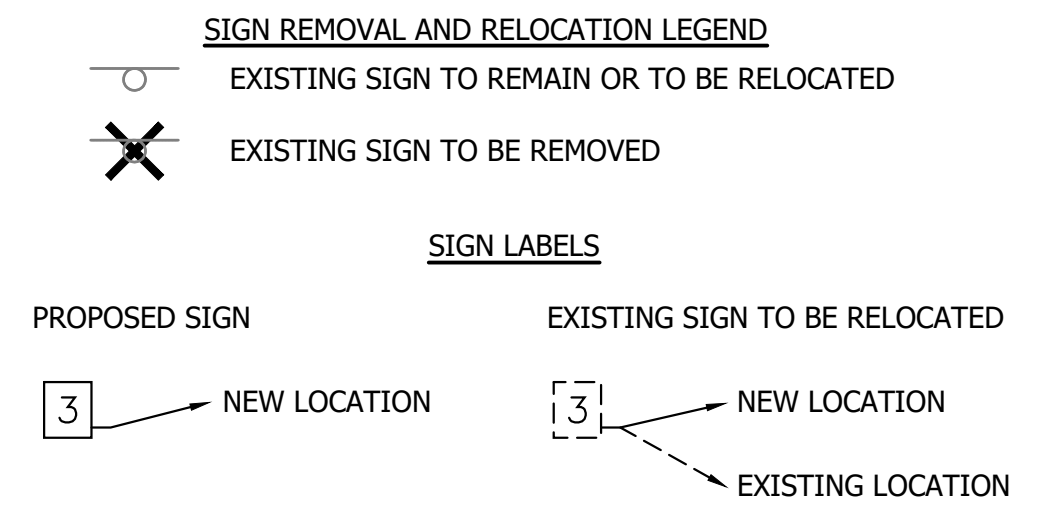 SIGN REMOVAL AND RELOCATION LEGEND
EXISTING SIGN TO REMAIN OR TO BE RELOCATED
EXISTING SIGN TO BE REMOVED
SIGN LABELS
PROPOSED SIGN
3
NEW LOCATION
EXISTING SIGN TO BE RELOCATED
3
NEW LOCATION
EXISTING LOCATION